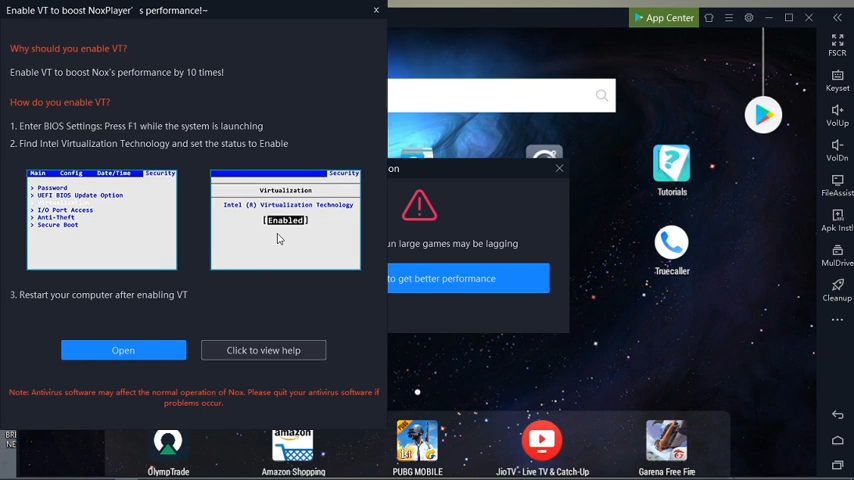 Enable VT to boost NoxPlayer's performance!~
x
Why should you enable VT?
Enable VT to boost Nox's performance by 10 times!
How do you enable VT?
1. Enter BIOS Settings: Press F1 while the system is launching
2. Find Intel Virtualization Technology and set the status to Enable
Main Config Date/Time Security
> Password
> UEFI BIOS Update Option
> I/O Port Access
> Anti-Theft
> Secure Boot
Security
Virtualization
Intel (R) Virtualization Technology
[Enabled]
3. Restart your computer after enabling VT
Open
Click to view help
Note: Antivirus software may affect the normal operation of Nox. Please quit your antivirus software if
problems occur.
App Center
on
un large games may be lagging
to get better performance
Tutorials
Truecaller
FSCR
Keyset
VolUp
VolDn
FileAssist
Apk Instl
MulDrive
Cleanup
BRI
NE
OlympTrade
amazon
Amazon Shopping
PUBG MOBILE
JioTV - Live TV & Catch-Up
Garena Free Fire